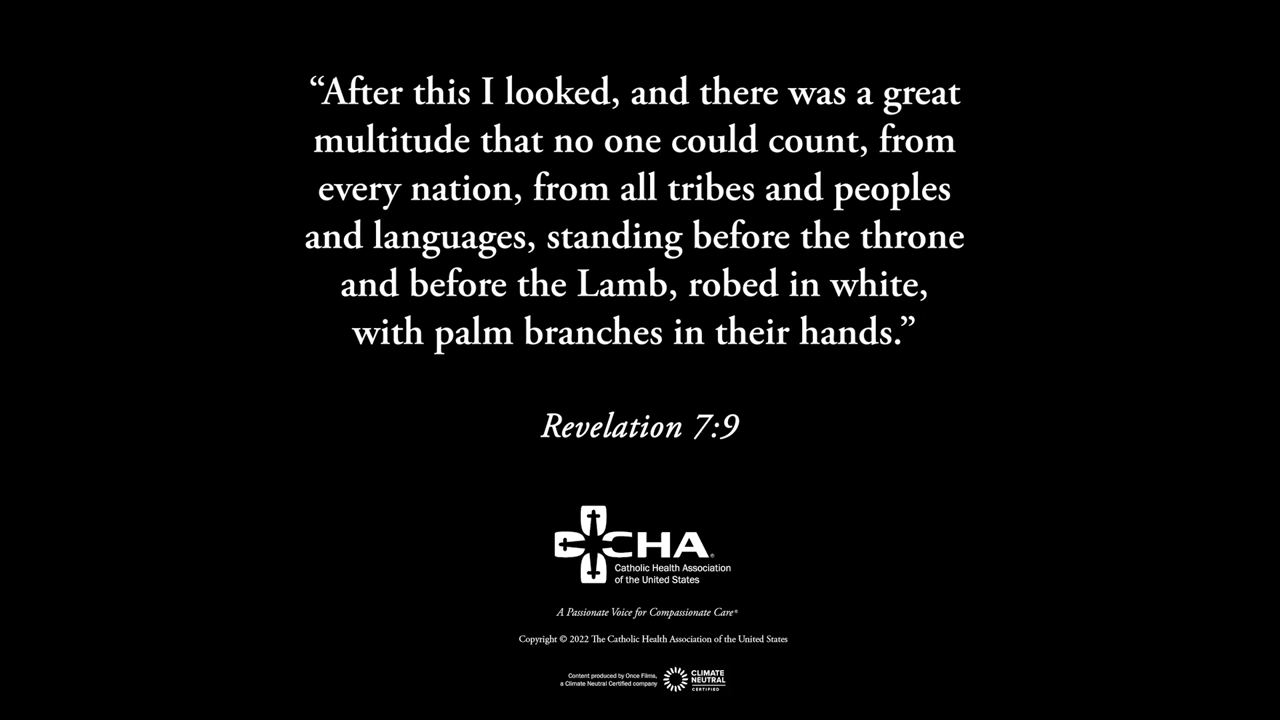 “After this I looked, and there was a great
multitude that no one could count, from
every nation, from all tribes and peoples
and languages, standing before the throne
and before the Lamb, robed in white,
with palm branches in their hands.”
Revelation 7:9
CHA®
Catholic Health Association
of the United States
A Passionate Voice for Compassionate Care®
Copyright © 2022 The Catholic Health Association of the United States
Content produced by Once Films,
a Climate Neutral Certified company
CLIMATE
NEUTRAL
CERTIFIED